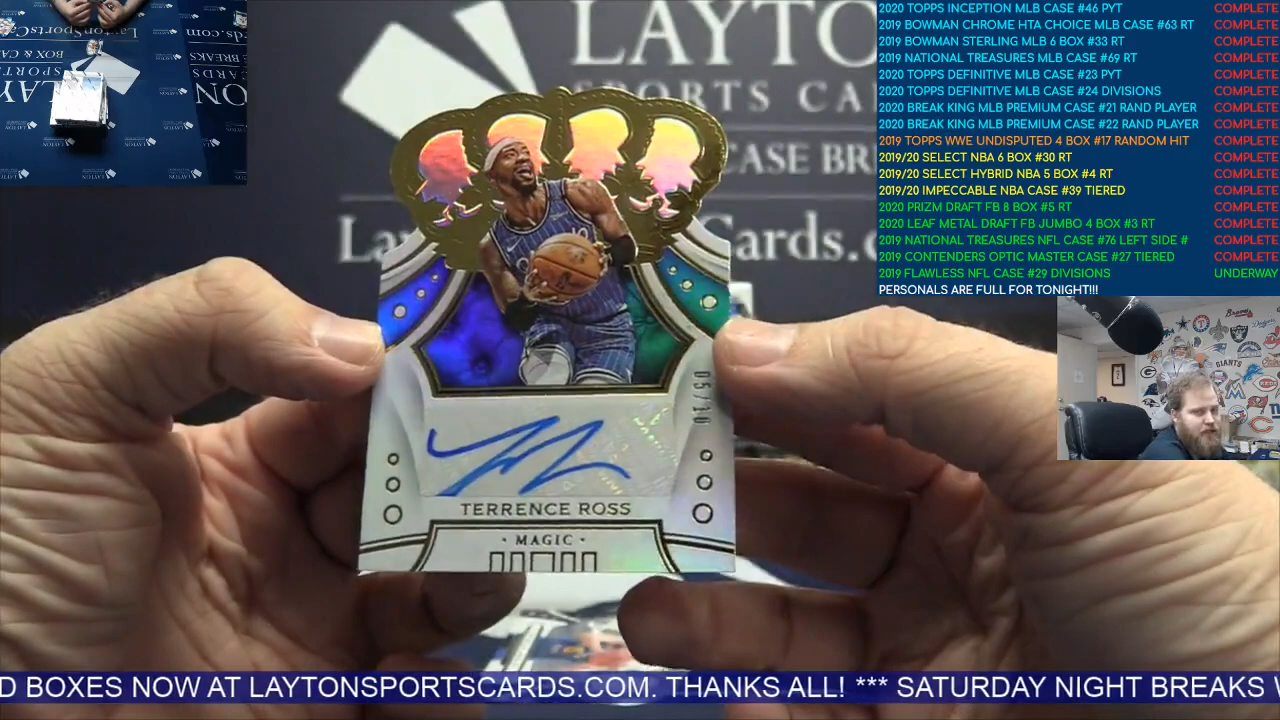 LAYTO
SPORTS CA
CASE BR
Cards.co
2020 TOPPS INCEPTION MLB CASE #46 PYT COMPLETE
2019 BOWMAN CHROME HTA CHOICE MLB CASE #63 RT COMPLETE
2019 BOWMAN STERLING MLB 6 BOX #33 RT COMPLETE
2019 NATIONAL TREASURES MLB CASE #69 RT COMPLETE
2020 TOPPS DEFINITIVE MLB CASE #23 PYT COMPLETE
2020 TOPPS DEFINITIVE MLB CASE #24 DIVISIONS COMPLETE
2020 BREAK KING MLB PREMIUM CASE #21 RAND PLAYER COMPLETE
2020 BREAK KING MLB PREMIUM CASE #22 RAND PLAYER COMPLETE
2019 TOPPS WWE UNDISPUTED 4 BOX #17 RANDOM HIT COMPLETE
2019/20 SELECT NBA 6 BOX #30 RT COMPLETE
2019/20 SELECT HYBRID NBA 5 BOX #4 RT COMPLETE
2019/20 IMPECCABLE NBA CASE #39 TIERED COMPLETE
2020 PRIZM DRAFT FB 8 BOX #5 RT COMPLETE
2020 LEAF METAL DRAFT FB JUMBO 4 BOX #3 RT COMPLETE
2019 NATIONAL TREASURES NFL CASE #76 LEFT SIDE # COMPLETE
2019 CONTENDERS OPTIC MASTER CASE #27 TIERED COMPLETE
2019 FLAWLESS NFL CASE #29 DIVISIONS UNDERWAY
PERSONALS ARE FULL FOR TONIGHT!!!
05/10
TERRENCE ROSS
• MAGIC •
GIANTS
D BOXES NOW AT LAYTONSPORTSCARDS.COM. THANKS ALL! *** SATURDAY NIGHT BREAKS W